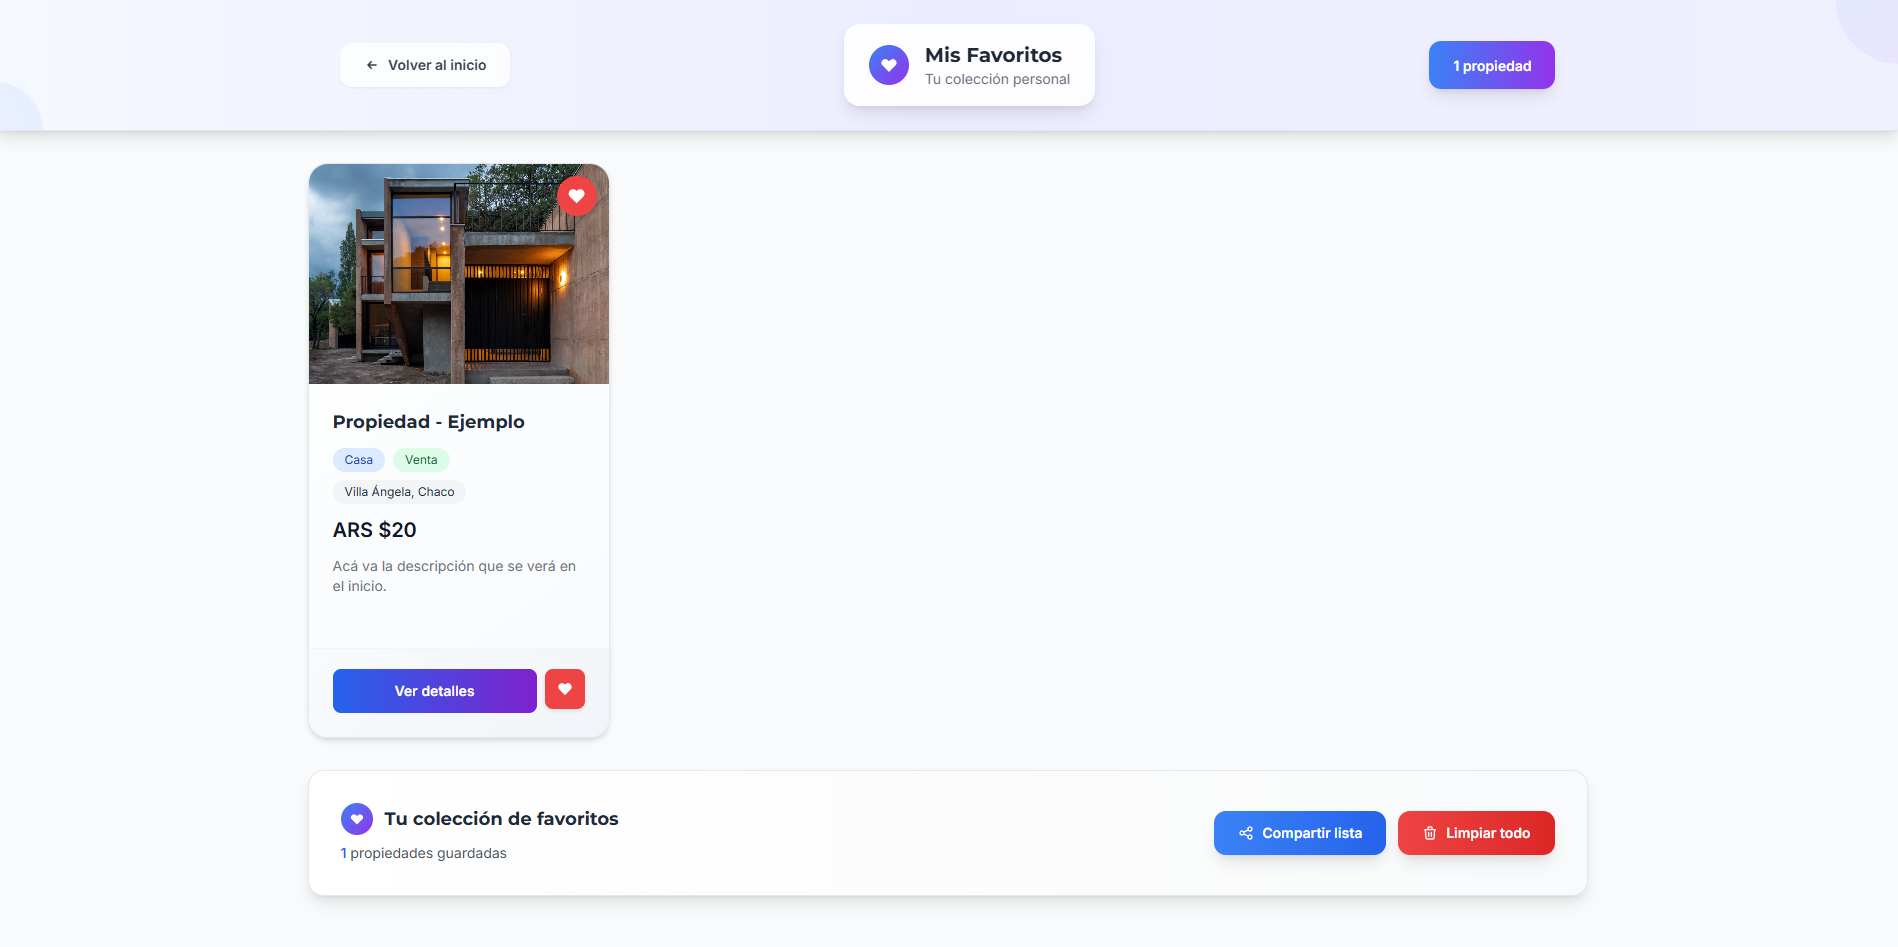 Volver al inicio
Mis Favoritos
Tu colección personal
1 propiedad
Propiedad - Ejemplo
Casa
Venta
Villa Ángela, Chaco
ARS $20
Acá va la descripción que se verá en
el inicio.
Ver detalles
Tu colección de favoritos
1 propiedades guardadas
Compartir lista
Limpiar todo